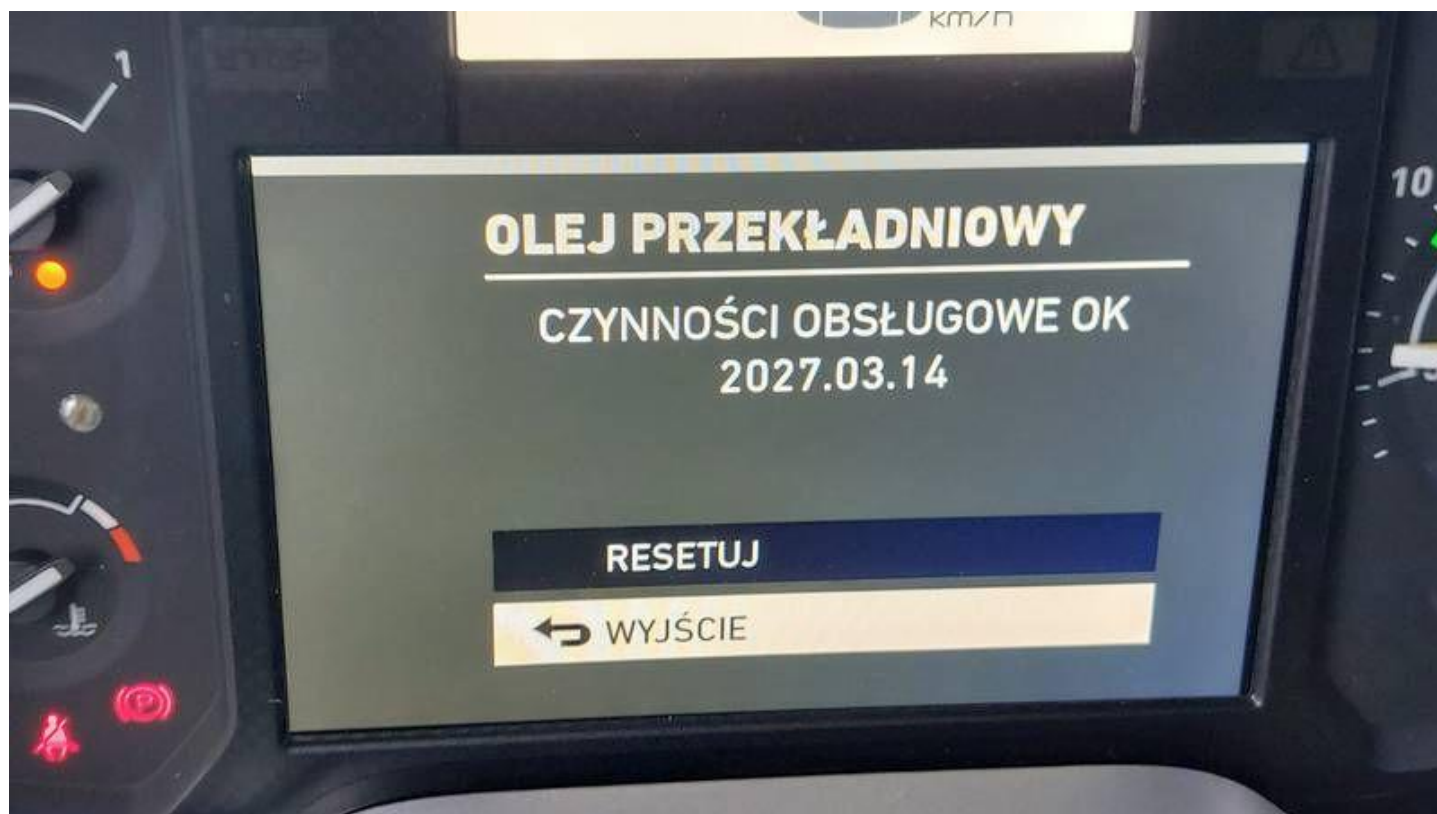 km/h
1
10
OLEJ PRZEKŁADNIOWY
CZYNNOŚCI OBSŁUGOWE OK
2027.03.14
RESETUJ
WYJŚCIE
(P)